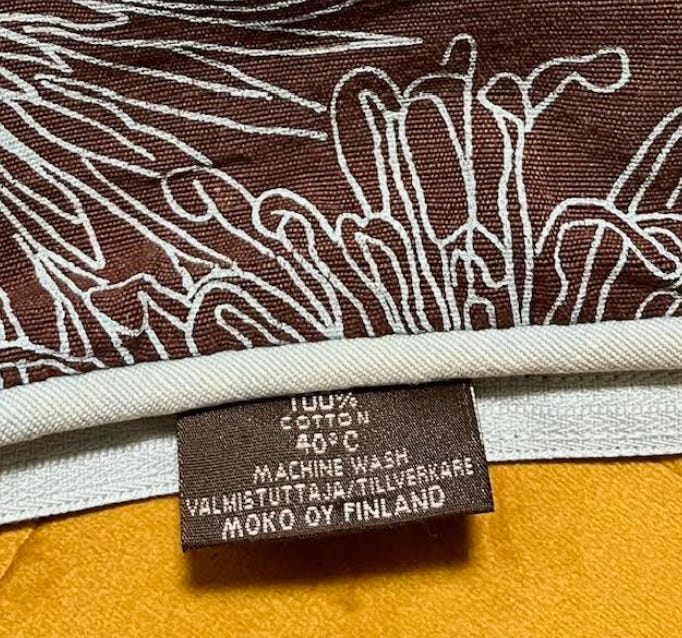 100%
COTTON
40°C
MACHINE WASH
VALMISTUTTAJA/TILLVERKARE
MOKO OY FINLAND